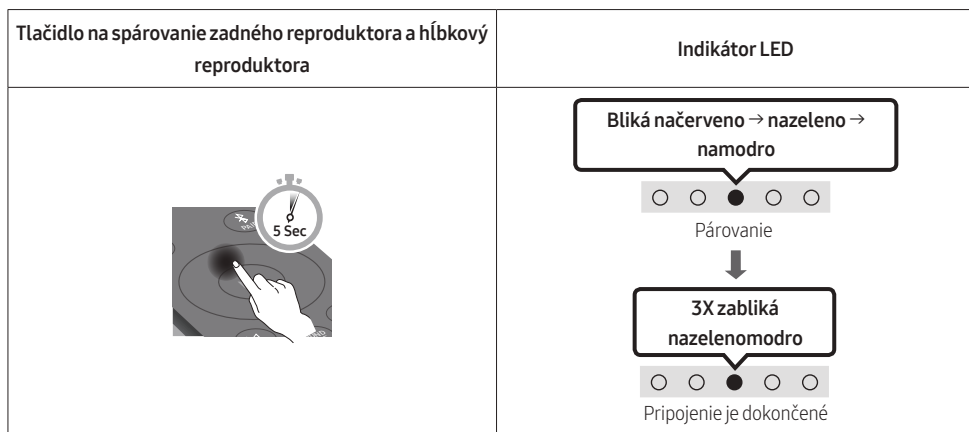 Tlačidlo na spárovanie zadného reproduktora a hĺbkový
reproduktora
Indikátor LED
5 Sec
Bliká načerveno → nazeleno →
namodro
Párovanie
3X zabliká
nazelenomodro
Pripojenie je dokončené